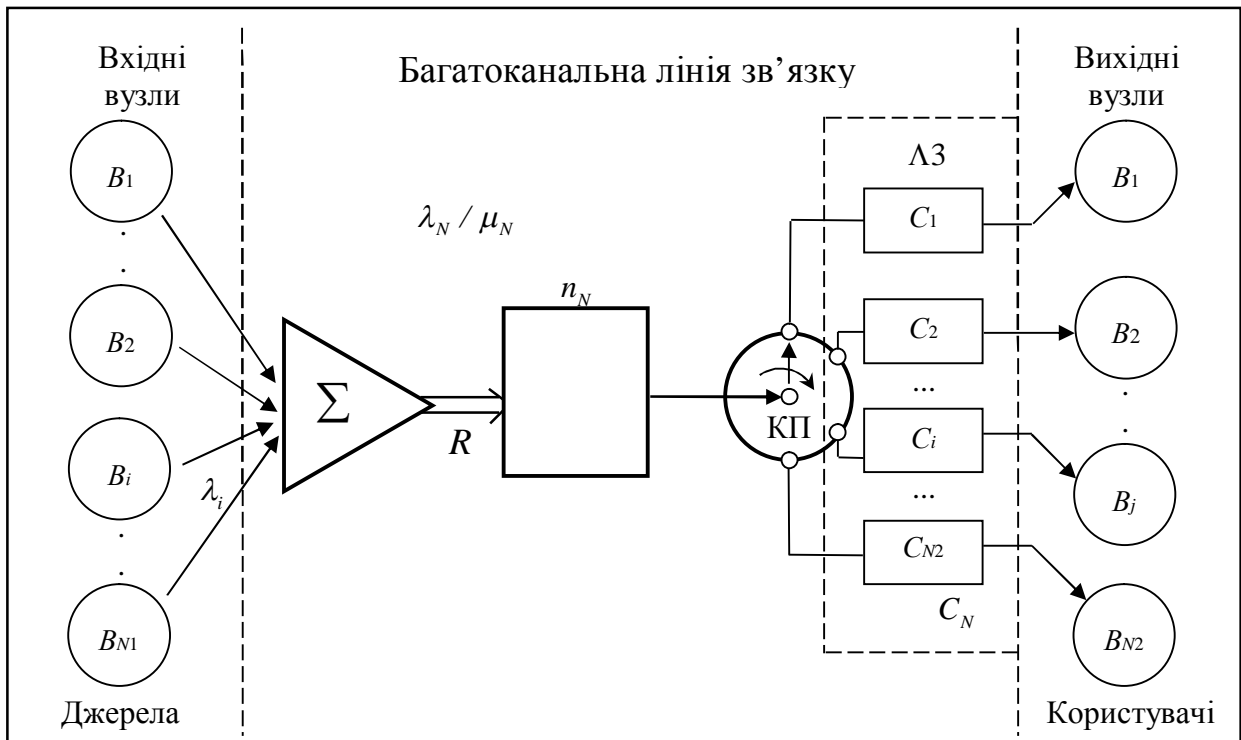 Вхідні
вузли
Багатоканальна лінія зв’язку
Вихідні
вузли
B1
.
.
B2
Bi
.
.
BN1
Джерела
λi
Σ
R
λN / μN
nN
КП
ΛЗ
C1
C2
...
Ci
...
CN2
CN
B1
B2
.
.
Bj
BN2
Користувачі